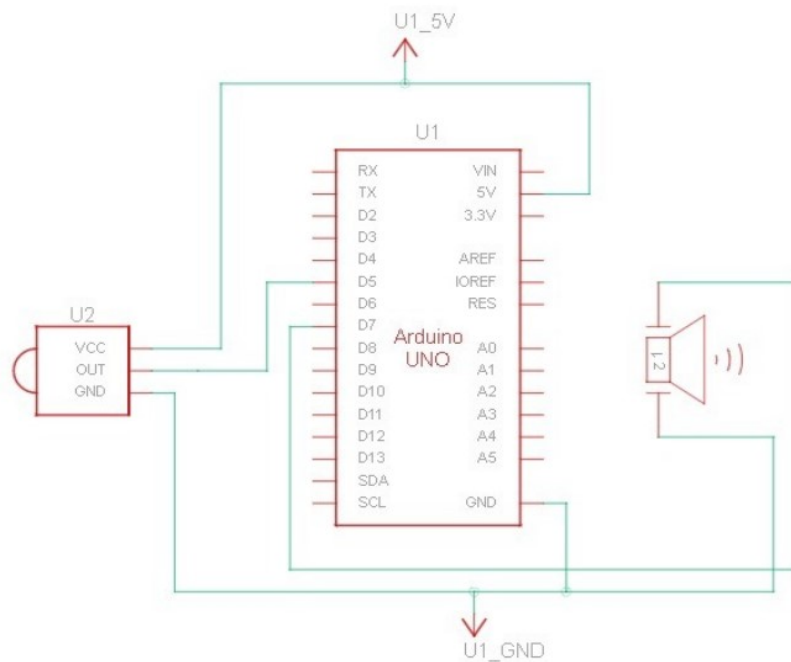 U1_5V
U1
RX
TX
D2
D3
D4
D5
D6
D7
D8
D9
D10
D11
D12
D13
SDA
SCL
VIN
5V
3.3V
AREF
IOREF
RES
A0
A1
A2
A3
A4
A5
GND
Arduino
UNO
U2
VCC
OUT
GND
U1_GND